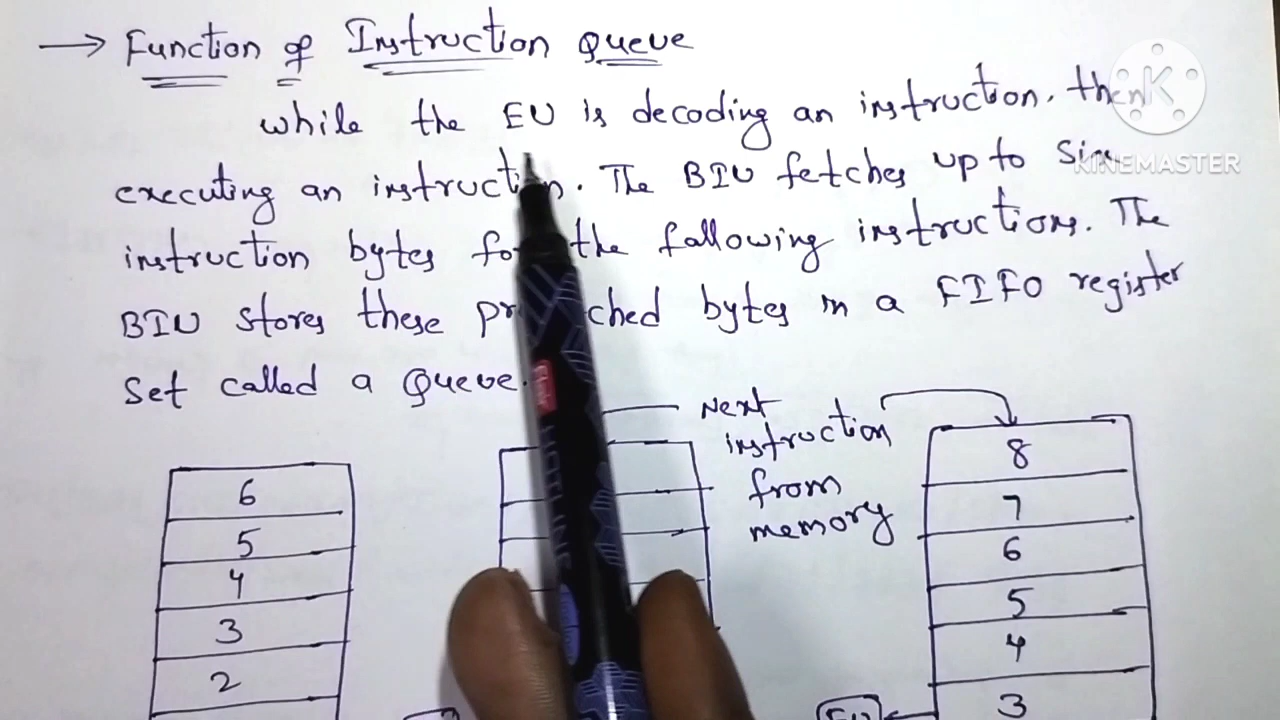 → Function of Instruction Queue
while the EU is decoding an instruction, then
executing an instruction. The BIU fetches up to Six
instruction bytes for the following instructions. The
BIU stores these bytes in a FIFO register
Set called a Queue.
Next
instruction
from
memory
6
5
4
3
2
8
7
6
5
4
3
EU
K
KINEMASTER